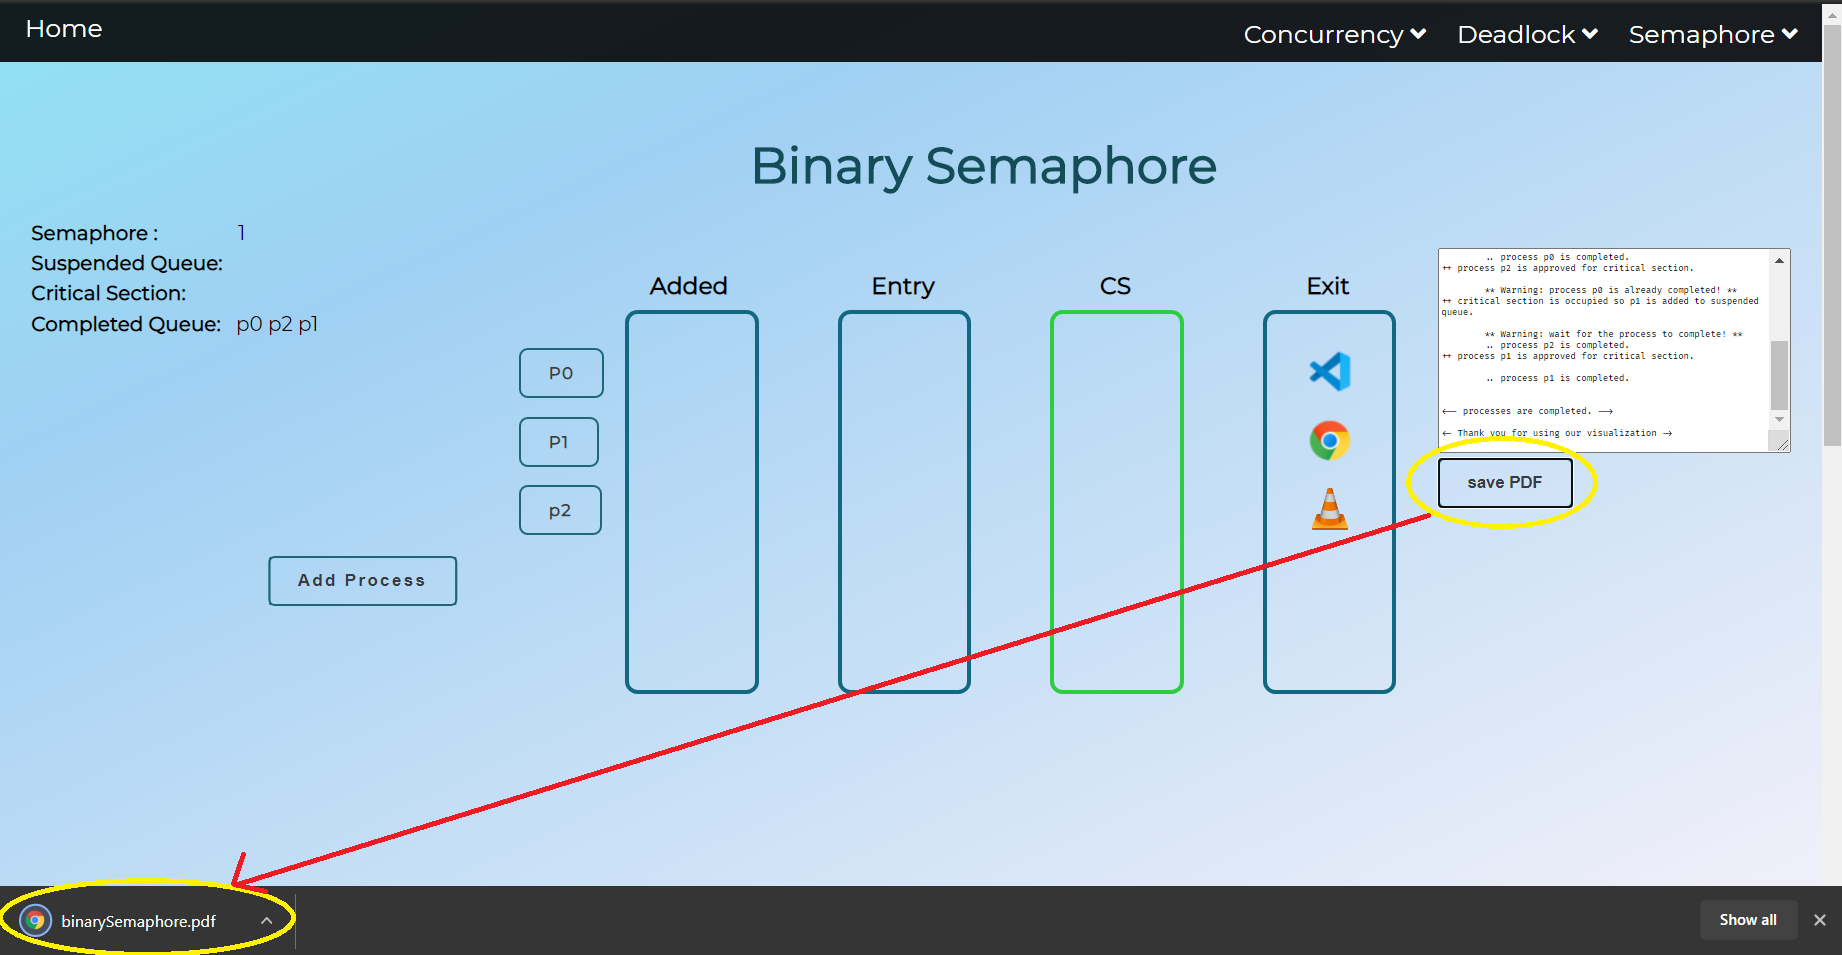 Home
Concurrency
Deadlock
Semaphore
Binary Semaphore
Semaphore : 1
Suspended Queue:
Critical Section:
Completed Queue: p0 p2 p1
Added
Entry
CS
Exit
P0
P1
p2
Add Process
.. process p0 is completed.
++ process p2 is approved for critical section.
** Warning: process p0 is already completed! **
++ critical section is occupied so p1 is added to suspended
queue.
** Warning: wait for the process to complete! **
.. process p2 is completed.
++ process p1 is approved for critical section.
.. process p1 is completed.
<-- processes are completed. -->
<- Thank you for using our visualization ->
save PDF
binarySemaphore.pdf
Show all